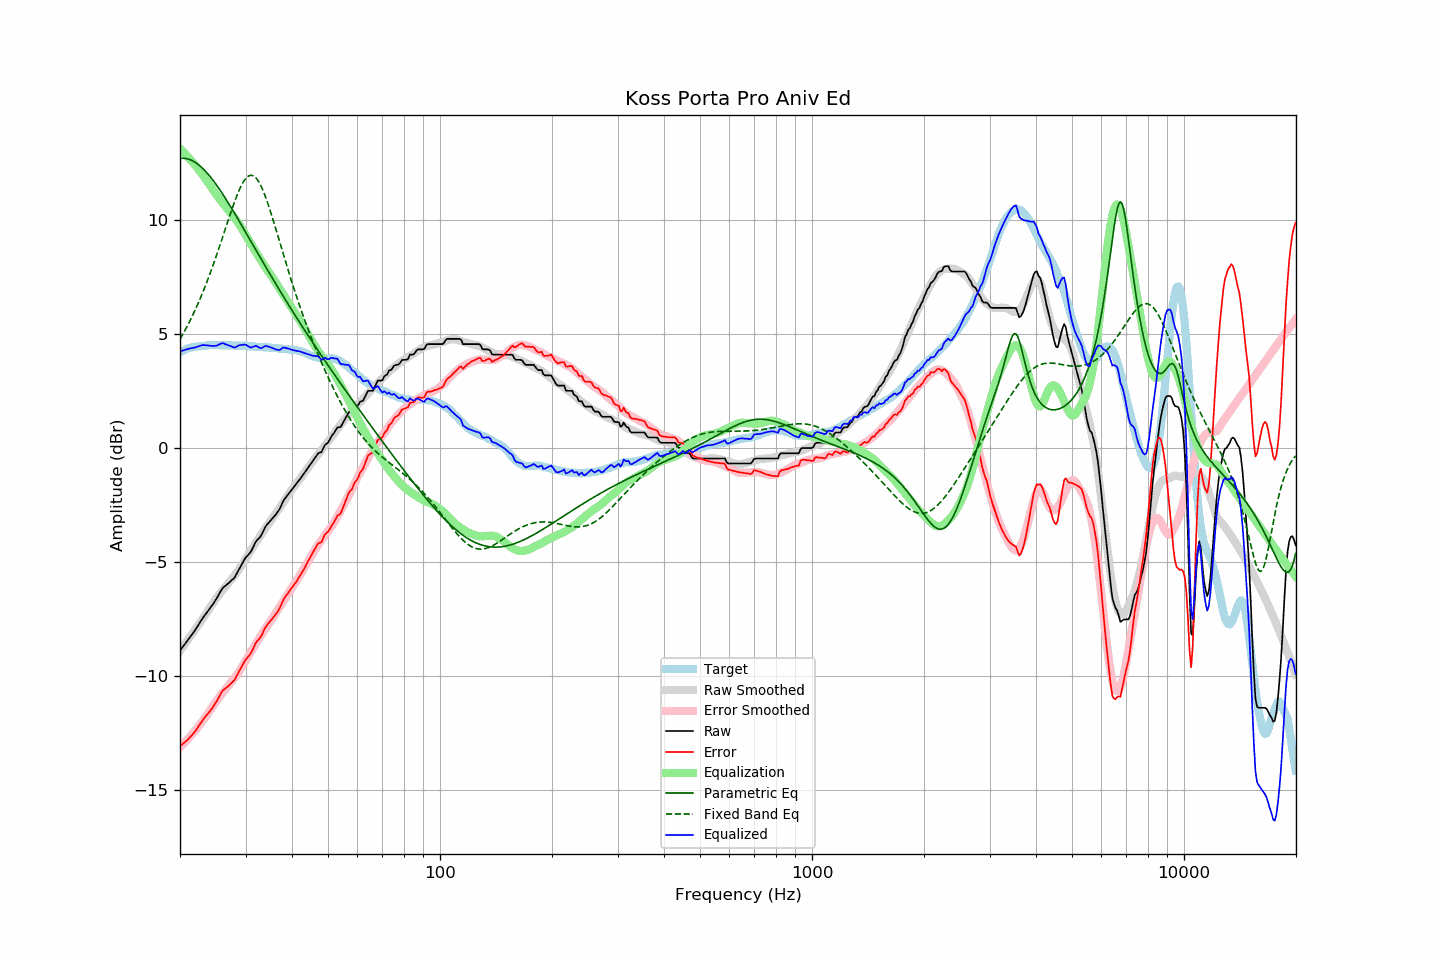 Koss Porta Pro Aniv Ed
Amplitude (dBr)
10
5
0
−5
−10
−15
Target
Raw Smoothed
Error Smoothed
Raw
Error
Equalization
Parametric Eq
Fixed Band Eq
Equalized
100
1000
10000
Frequency (Hz)